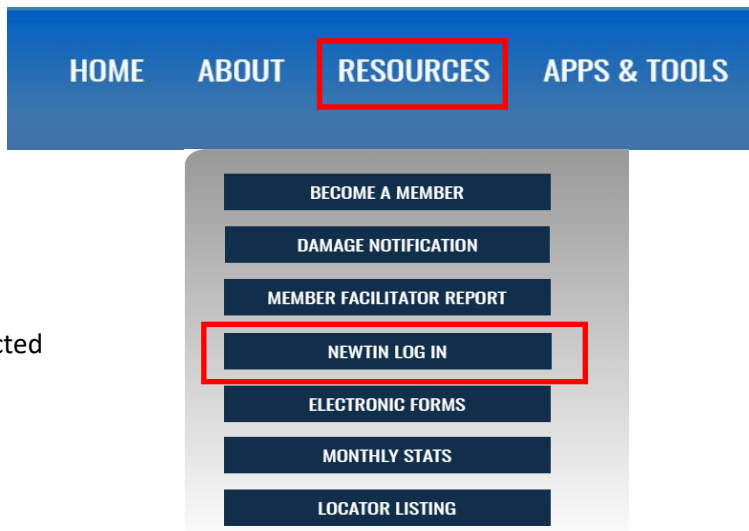 HOME ABOUT RESOURCES APPS & TOOLS
BECOME A MEMBER
DAMAGE NOTIFICATION
MEMBER FACILITATOR REPORT
cted
NEWTIN LOG IN
ELECTRONIC FORMS
MONTHLY STATS
LOCATOR LISTING